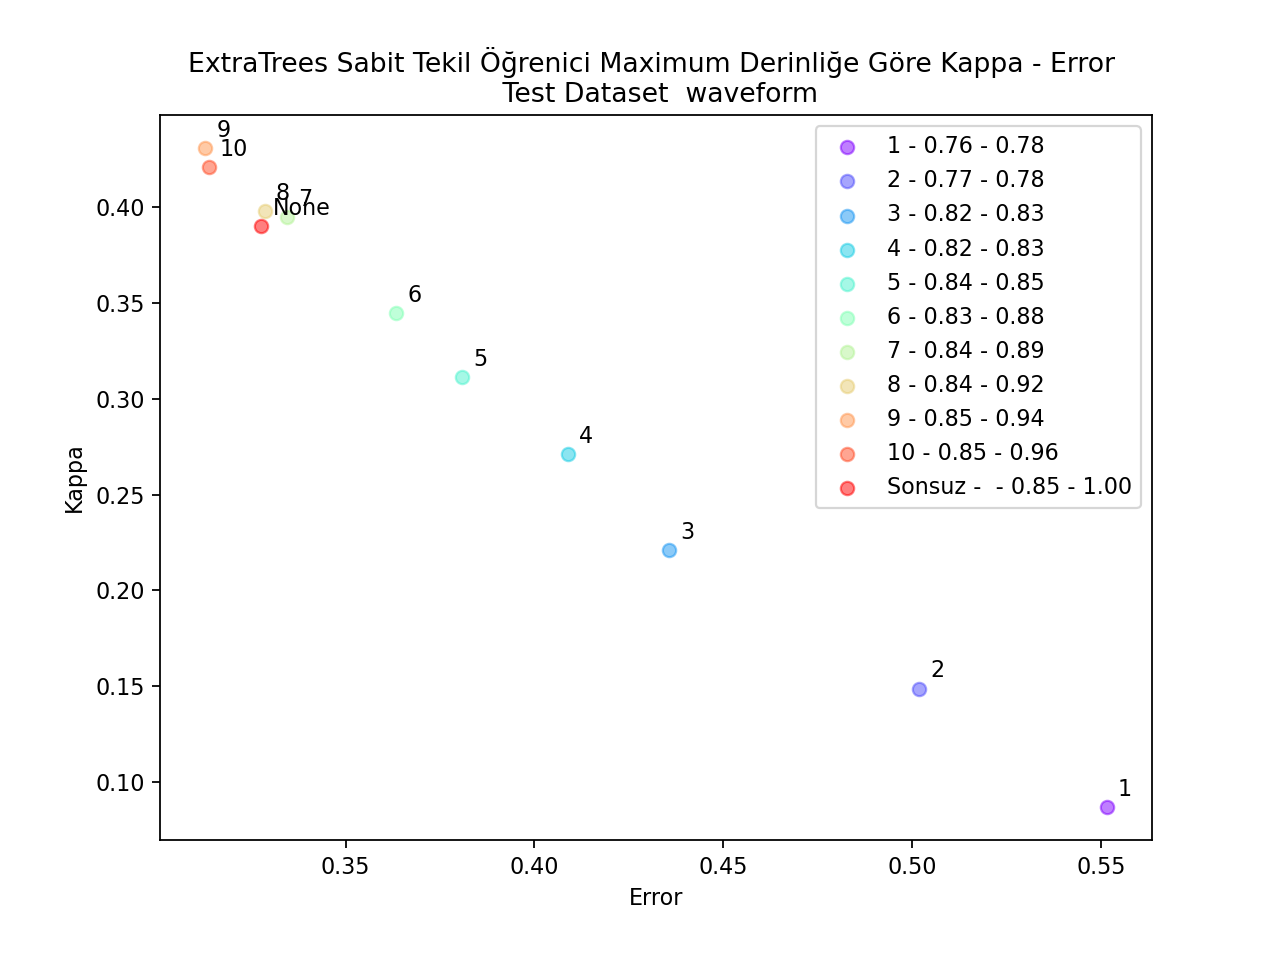 ExtraTrees Sabit Tekil Öğrenici Maximum Derinliğe Göre Kappa - Error
Test Dataset  waveform
9
10
8
7
None
6
5
4
3
2
1
1 - 0.76 - 0.78
2 - 0.77 - 0.78
3 - 0.82 - 0.83
4 - 0.82 - 0.83
5 - 0.84 - 0.85
6 - 0.83 - 0.88
7 - 0.84 - 0.89
8 - 0.84 - 0.92
9 - 0.85 - 0.94
10 - 0.85 - 0.96
Sonsuz -  - 0.85 - 1.00
Kappa
0.40
0.35
0.30
0.25
0.20
0.15
0.10
0.35 0.40 0.45 0.50 0.55
Error